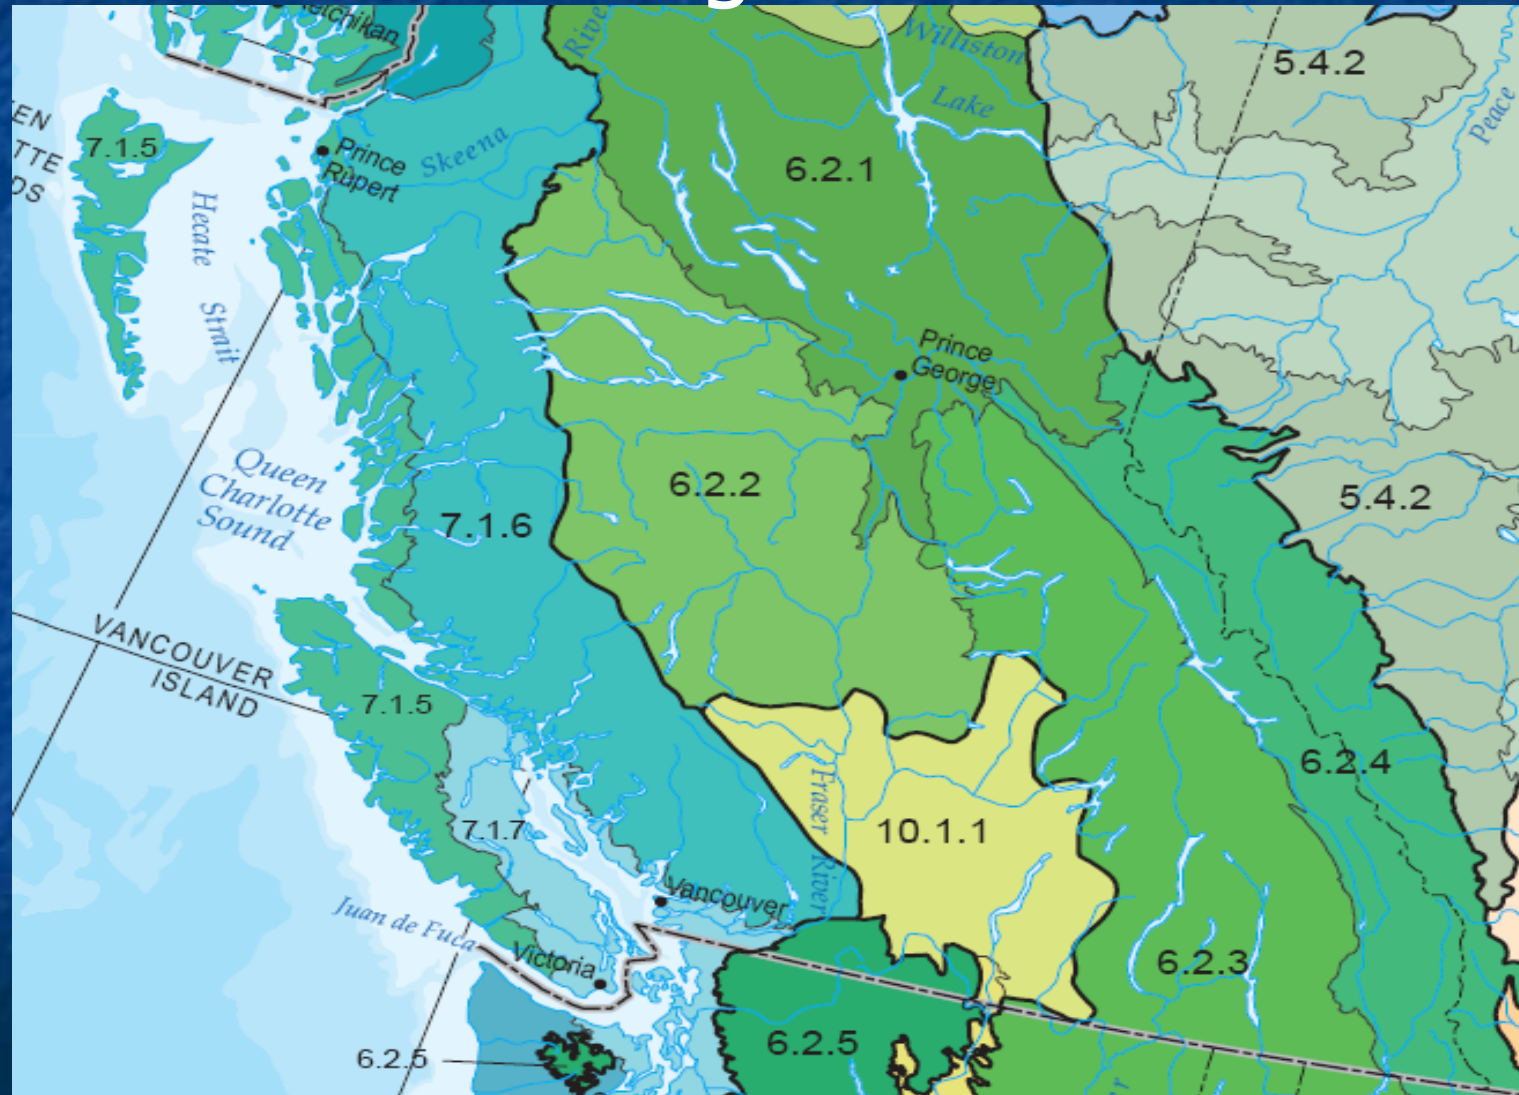 Ketchikan
River
Williston
Lake
5.4.2
Peace
7.1.5
Prince
Rupert
Skeena
6.2.1
Hecate
Strait
Prince
George
Queen
Charlotte
Sound
7.1.6
6.2.2
5.4.2
VANCOUVER
ISLAND
7.1.5
6.2.4
Fraser River
7.1.7
10.1.1
Vancouver
Juan de Fuca
Victoria
6.2.3
6.2.5
6.2.5